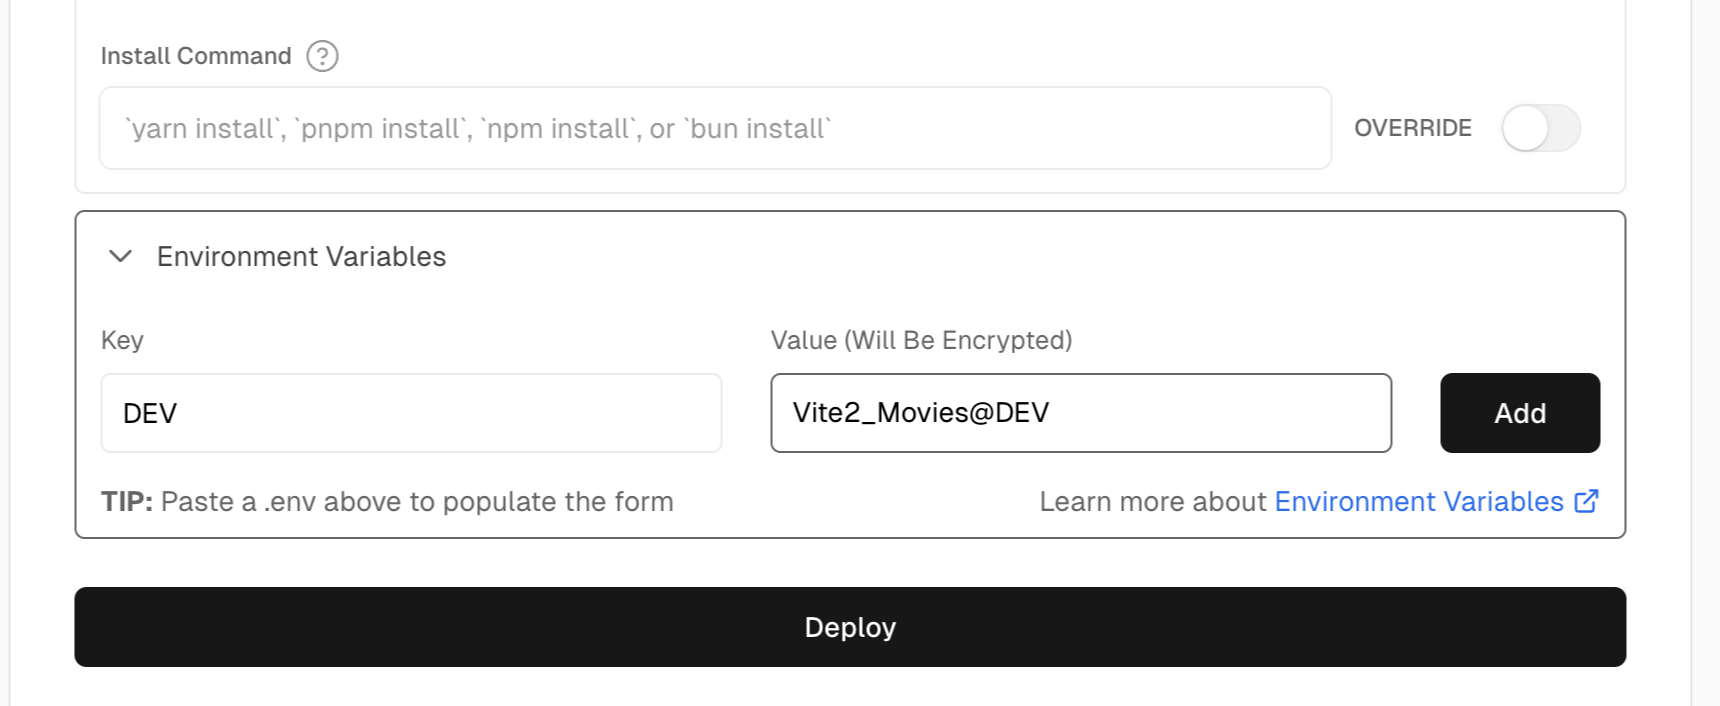 Install Command ?
`yarn install`, `pnpm install`, `npm install`, or `bun install`
OVERRIDE
Environment Variables
Key
Value (Will Be Encrypted)
DEV
Vite2_Movies@DEV
Add
TIP: Paste a .env above to populate the form
Learn more about Environment Variables
Deploy